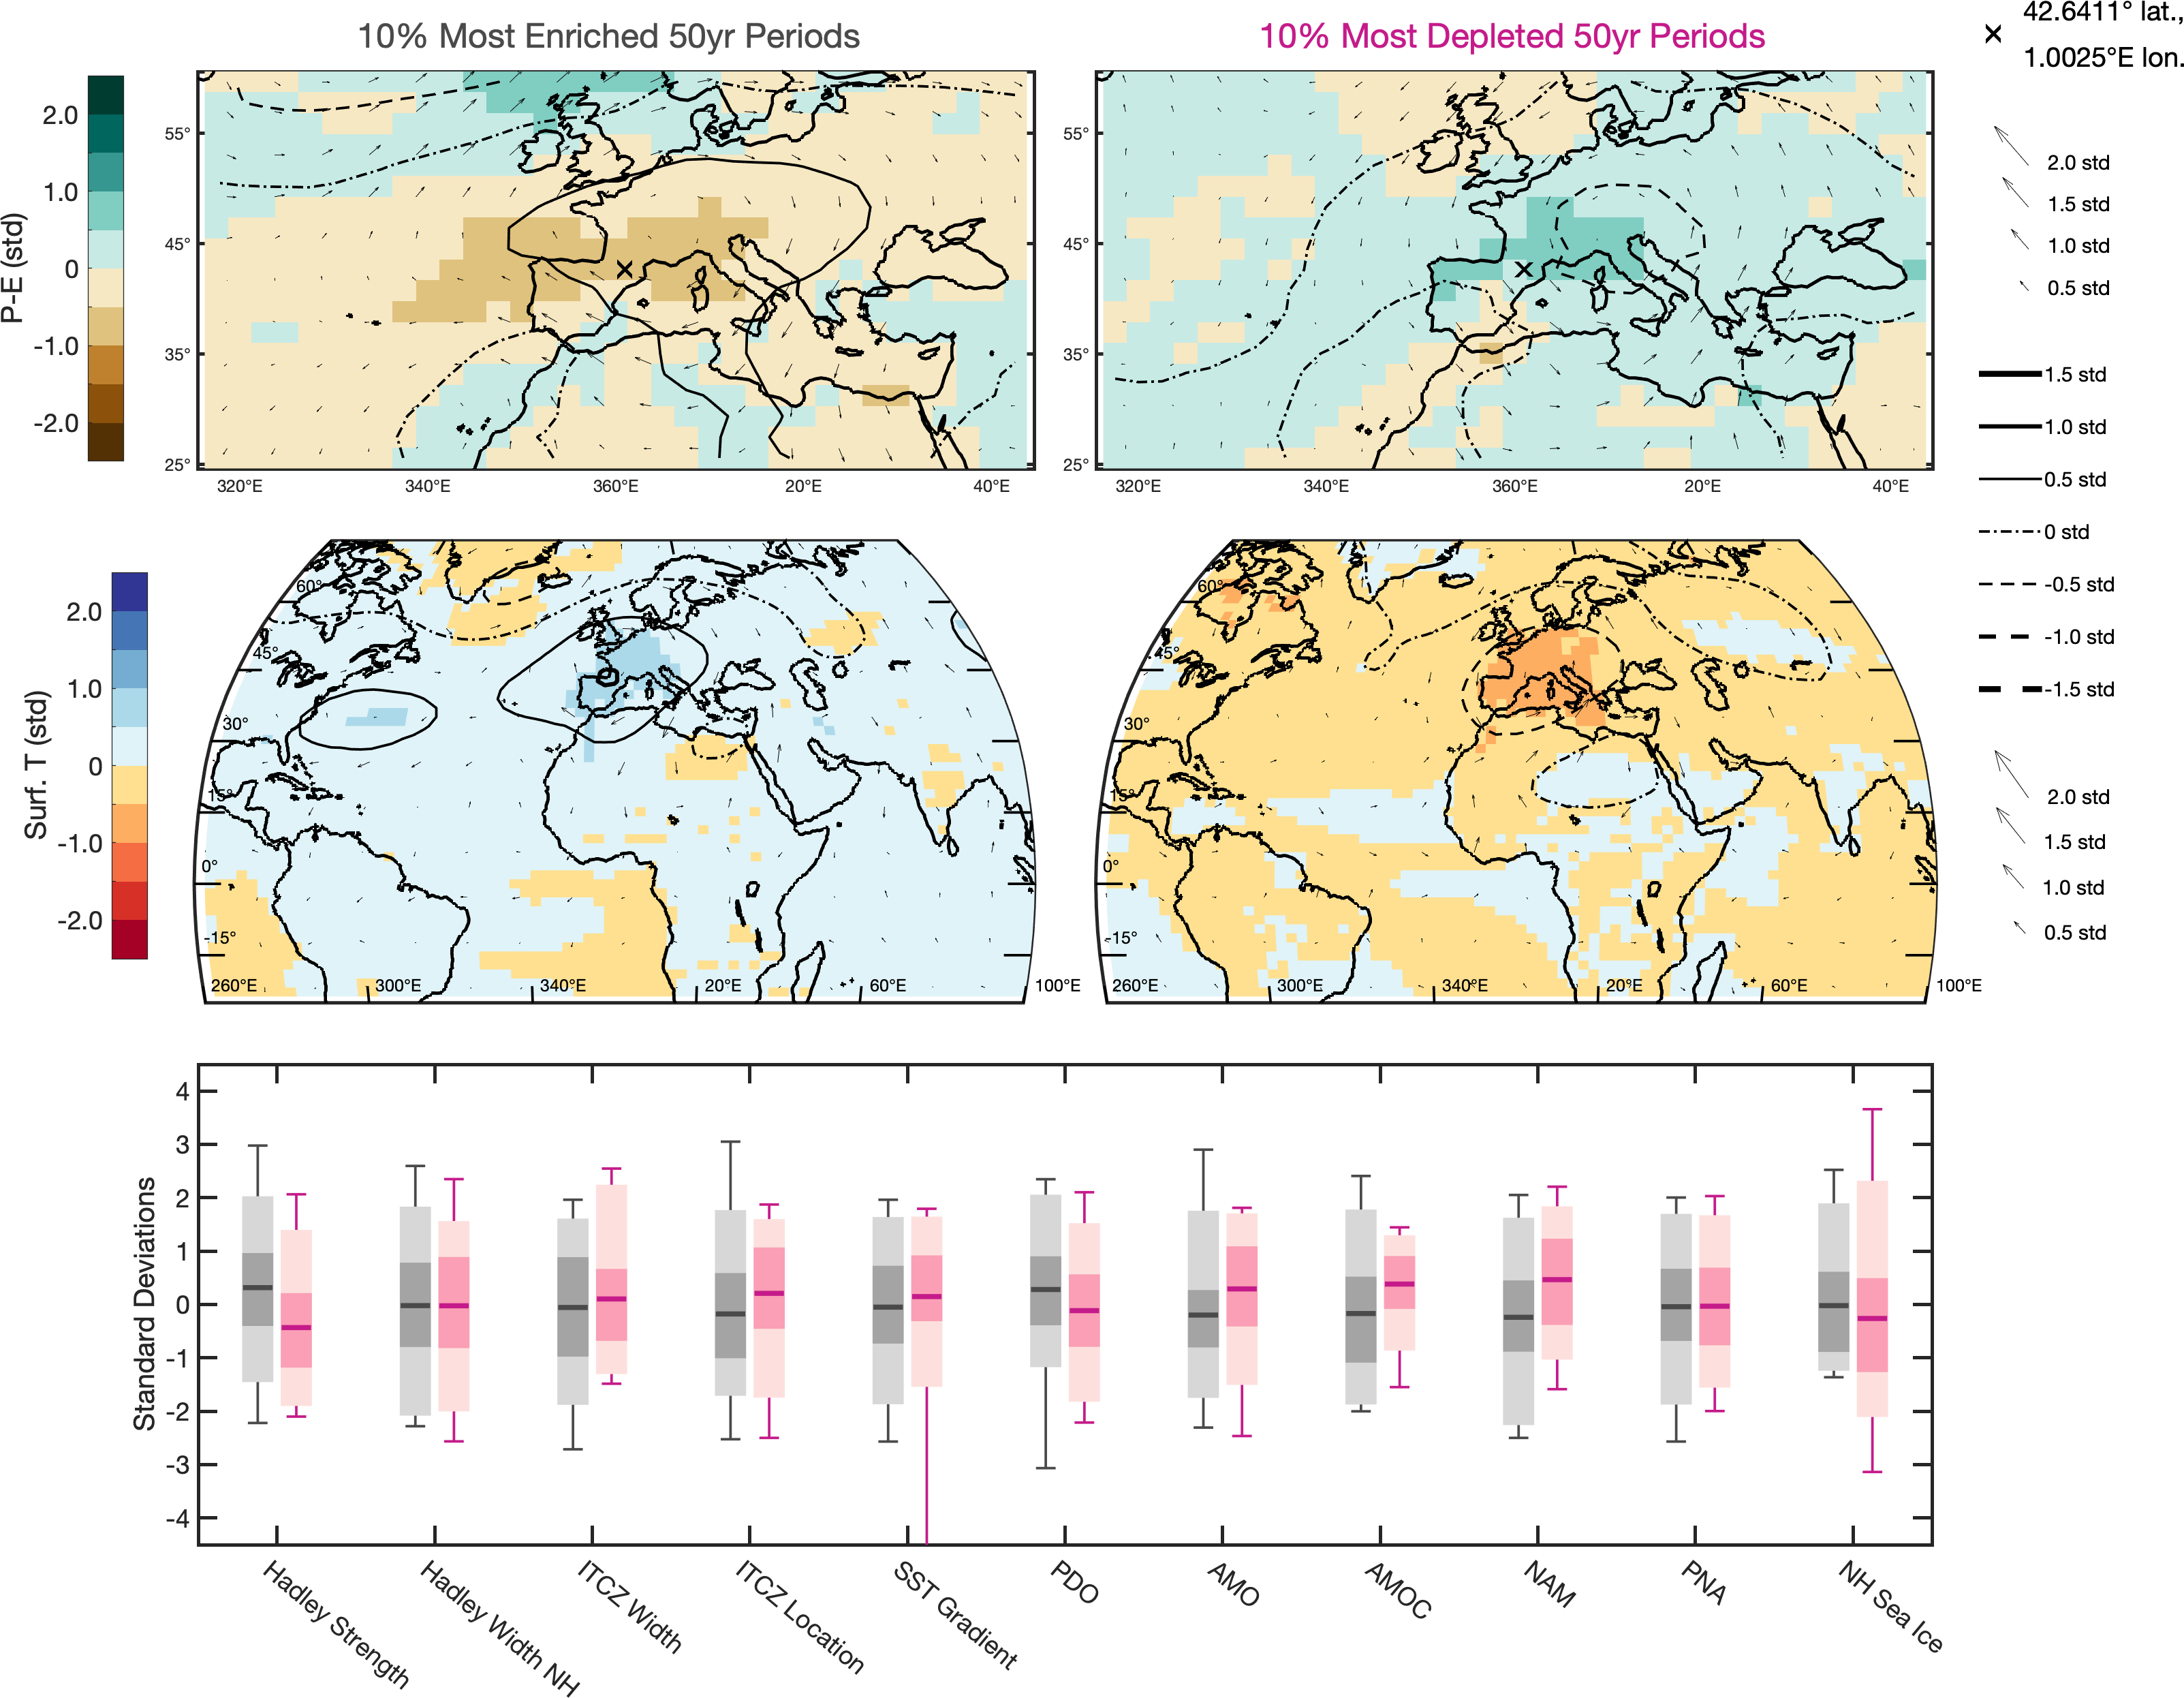 10% Most Enriched 50yr Periods
10% Most Depleted 50yr Periods
× 42.6411° lat.,
1.0025°E lon.
P-E (std)
2.0
1.0
0
-1.0
-2.0
55°
45°
35°
25°
320°E 340°E 360°E 20°E 40°E
55°
45°
35°
25°
320°E 340°E 360°E 20°E 40°E
2.0 std
1.5 std
1.0 std
0.5 std
1.5 std
1.0 std
0.5 std
0 std
-0.5 std
-1.0 std
-1.5 std
Surf. T (std)
2.0
1.0
0
-1.0
-2.0
60°
45°
30°
15°
0°
-15°
260°E 300°E 340°E 20°E 60°E 100°E
60°
45°
30°
15°
0°
-15°
260°E 300°E 340°E 20°E 60°E 100°E
2.0 std
1.5 std
1.0 std
0.5 std
Standard Deviations
4
3
2
1
0
-1
-2
-3
-4
Hadley Strength
Hadley Width NH
ITCZ Width
ITCZ Location
SST Gradient
PDO
AMO
AMOC
NAM
PNA
NH Sea Ice